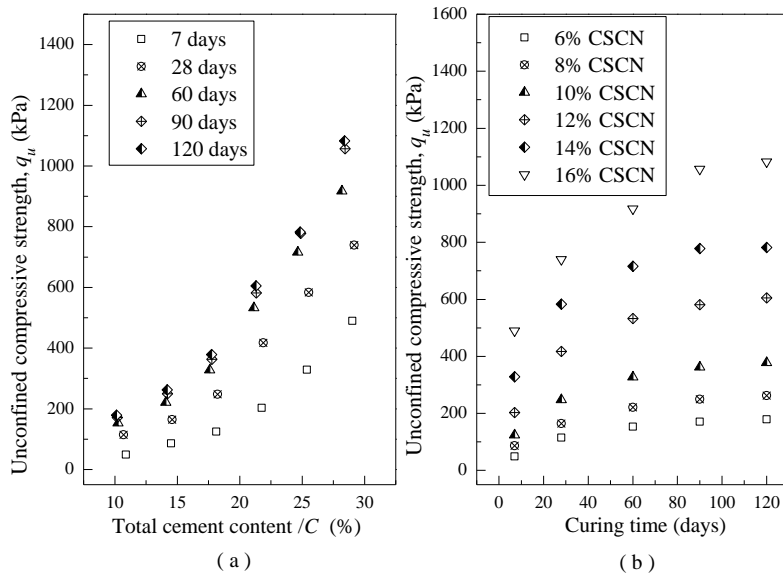 1400
1200
1000
800
600
400
200
0
Unconfined compressive strength, q_u (kPa)
7 days
28 days
60 days
90 days
120 days
10 15 20 25 30
Total cement content /C (%)
( a )
1600
1400
1200
1000
800
600
400
200
0
Unconfined compressive strength, q_u (kPa)
6% CSCN
8% CSCN
10% CSCN
12% CSCN
14% CSCN
16% CSCN
0 20 40 60 80 100 120
Curing time (days)
( b )